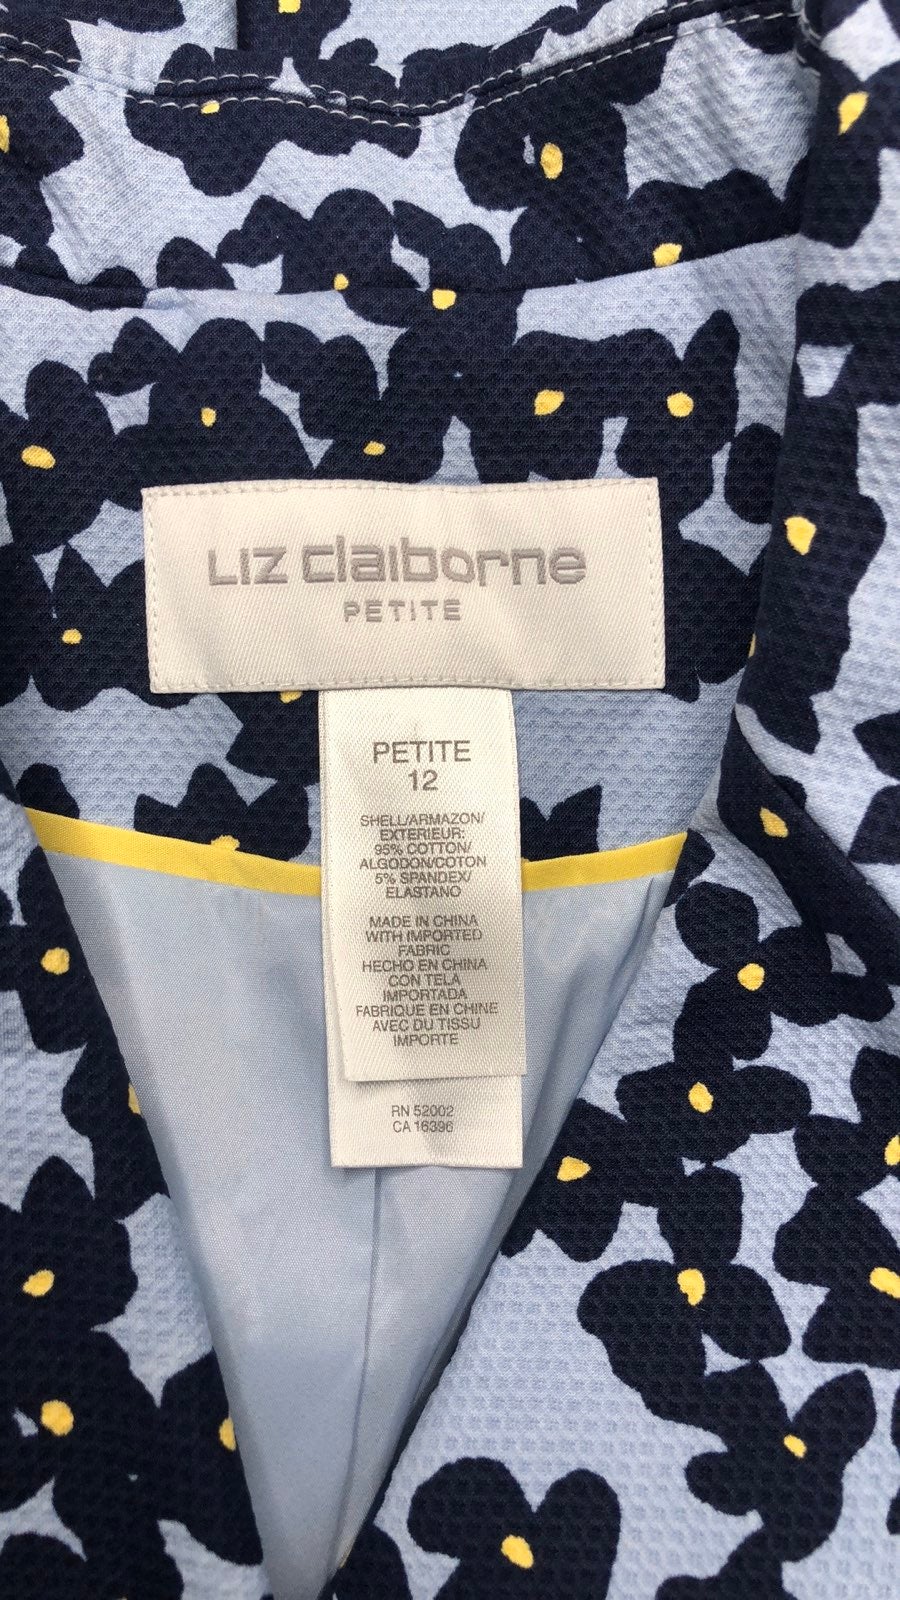 Liz claiborne
PETITE
PETITE
12
SHELL/ARMAZON/
EXTERIEUR:
95% COTTON/
ALGODON/COTON
5% SPANDEX/
ELASTANO
MADE IN CHINA
WITH IMPORTED
FABRIC
HECHO EN CHINA
CON TELA
IMPORTADA
FABRIQUE EN CHINE
AVEC DU TISSU
IMPORTE
RN 52002
CA 16396